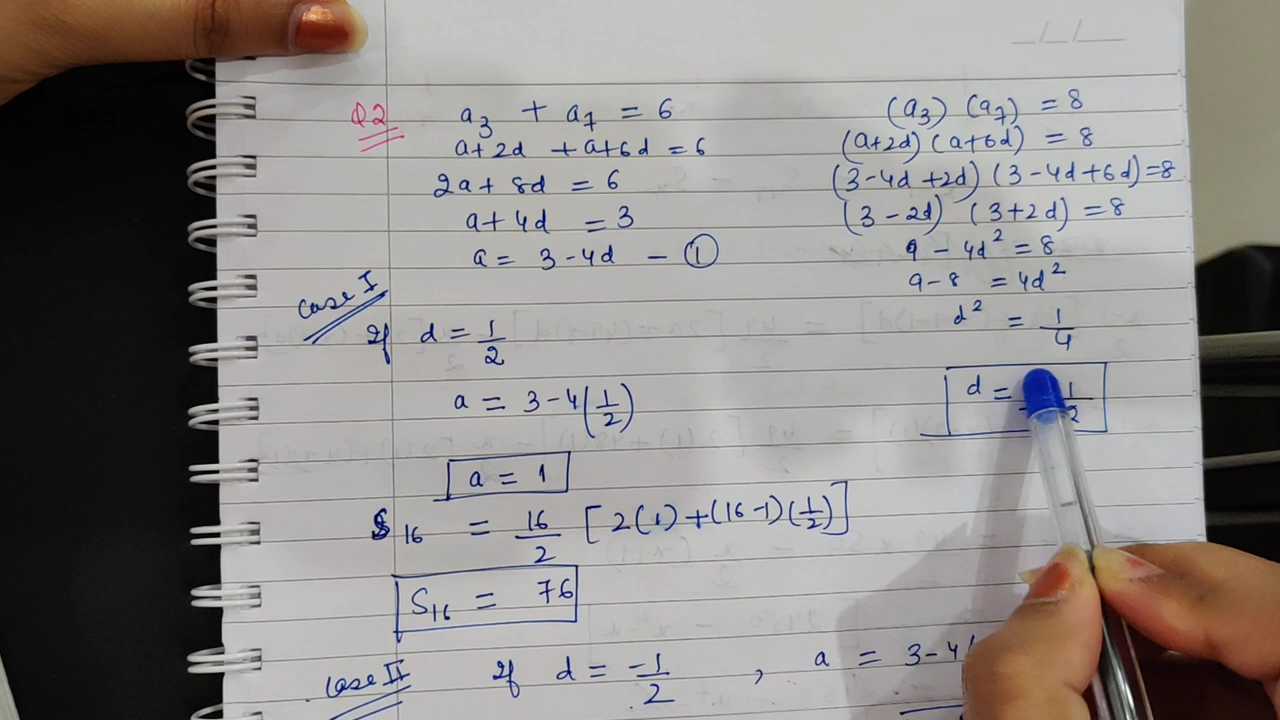 Q2
a₃ + a₇ = 6
a+2d + a+6d = 6
2a + 8d = 6
a + 4d = 3
a = 3 - 4d - ①
(a₃) (a₇) = 8
(a+2d) (a+6d) = 8
(3-4d+2d) (3-4d+6d) = 8
(3-2d) (3+2d) = 8
9 - 4d² = 8
9-8 = 4d²
d² = 1/4
d = 1/2
Case I
If d = 1/2
a = 3-4(1/2)
a = 1
S₁₆ = 16/2 [2(1)+(16-1)(1/2)]
S₁₆ = 76
Case II If d = -1/2 , a = 3-4(